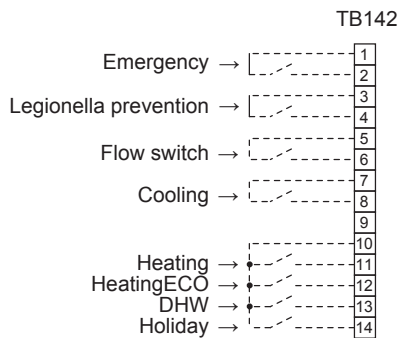 TB142
1
Emergency →
2
3
Legionella prevention →
4
5
Flow switch →
6
7
Cooling →
8
9
10
Heating → 11
HeatingECO → 12
DHW → 13
Holiday → 14